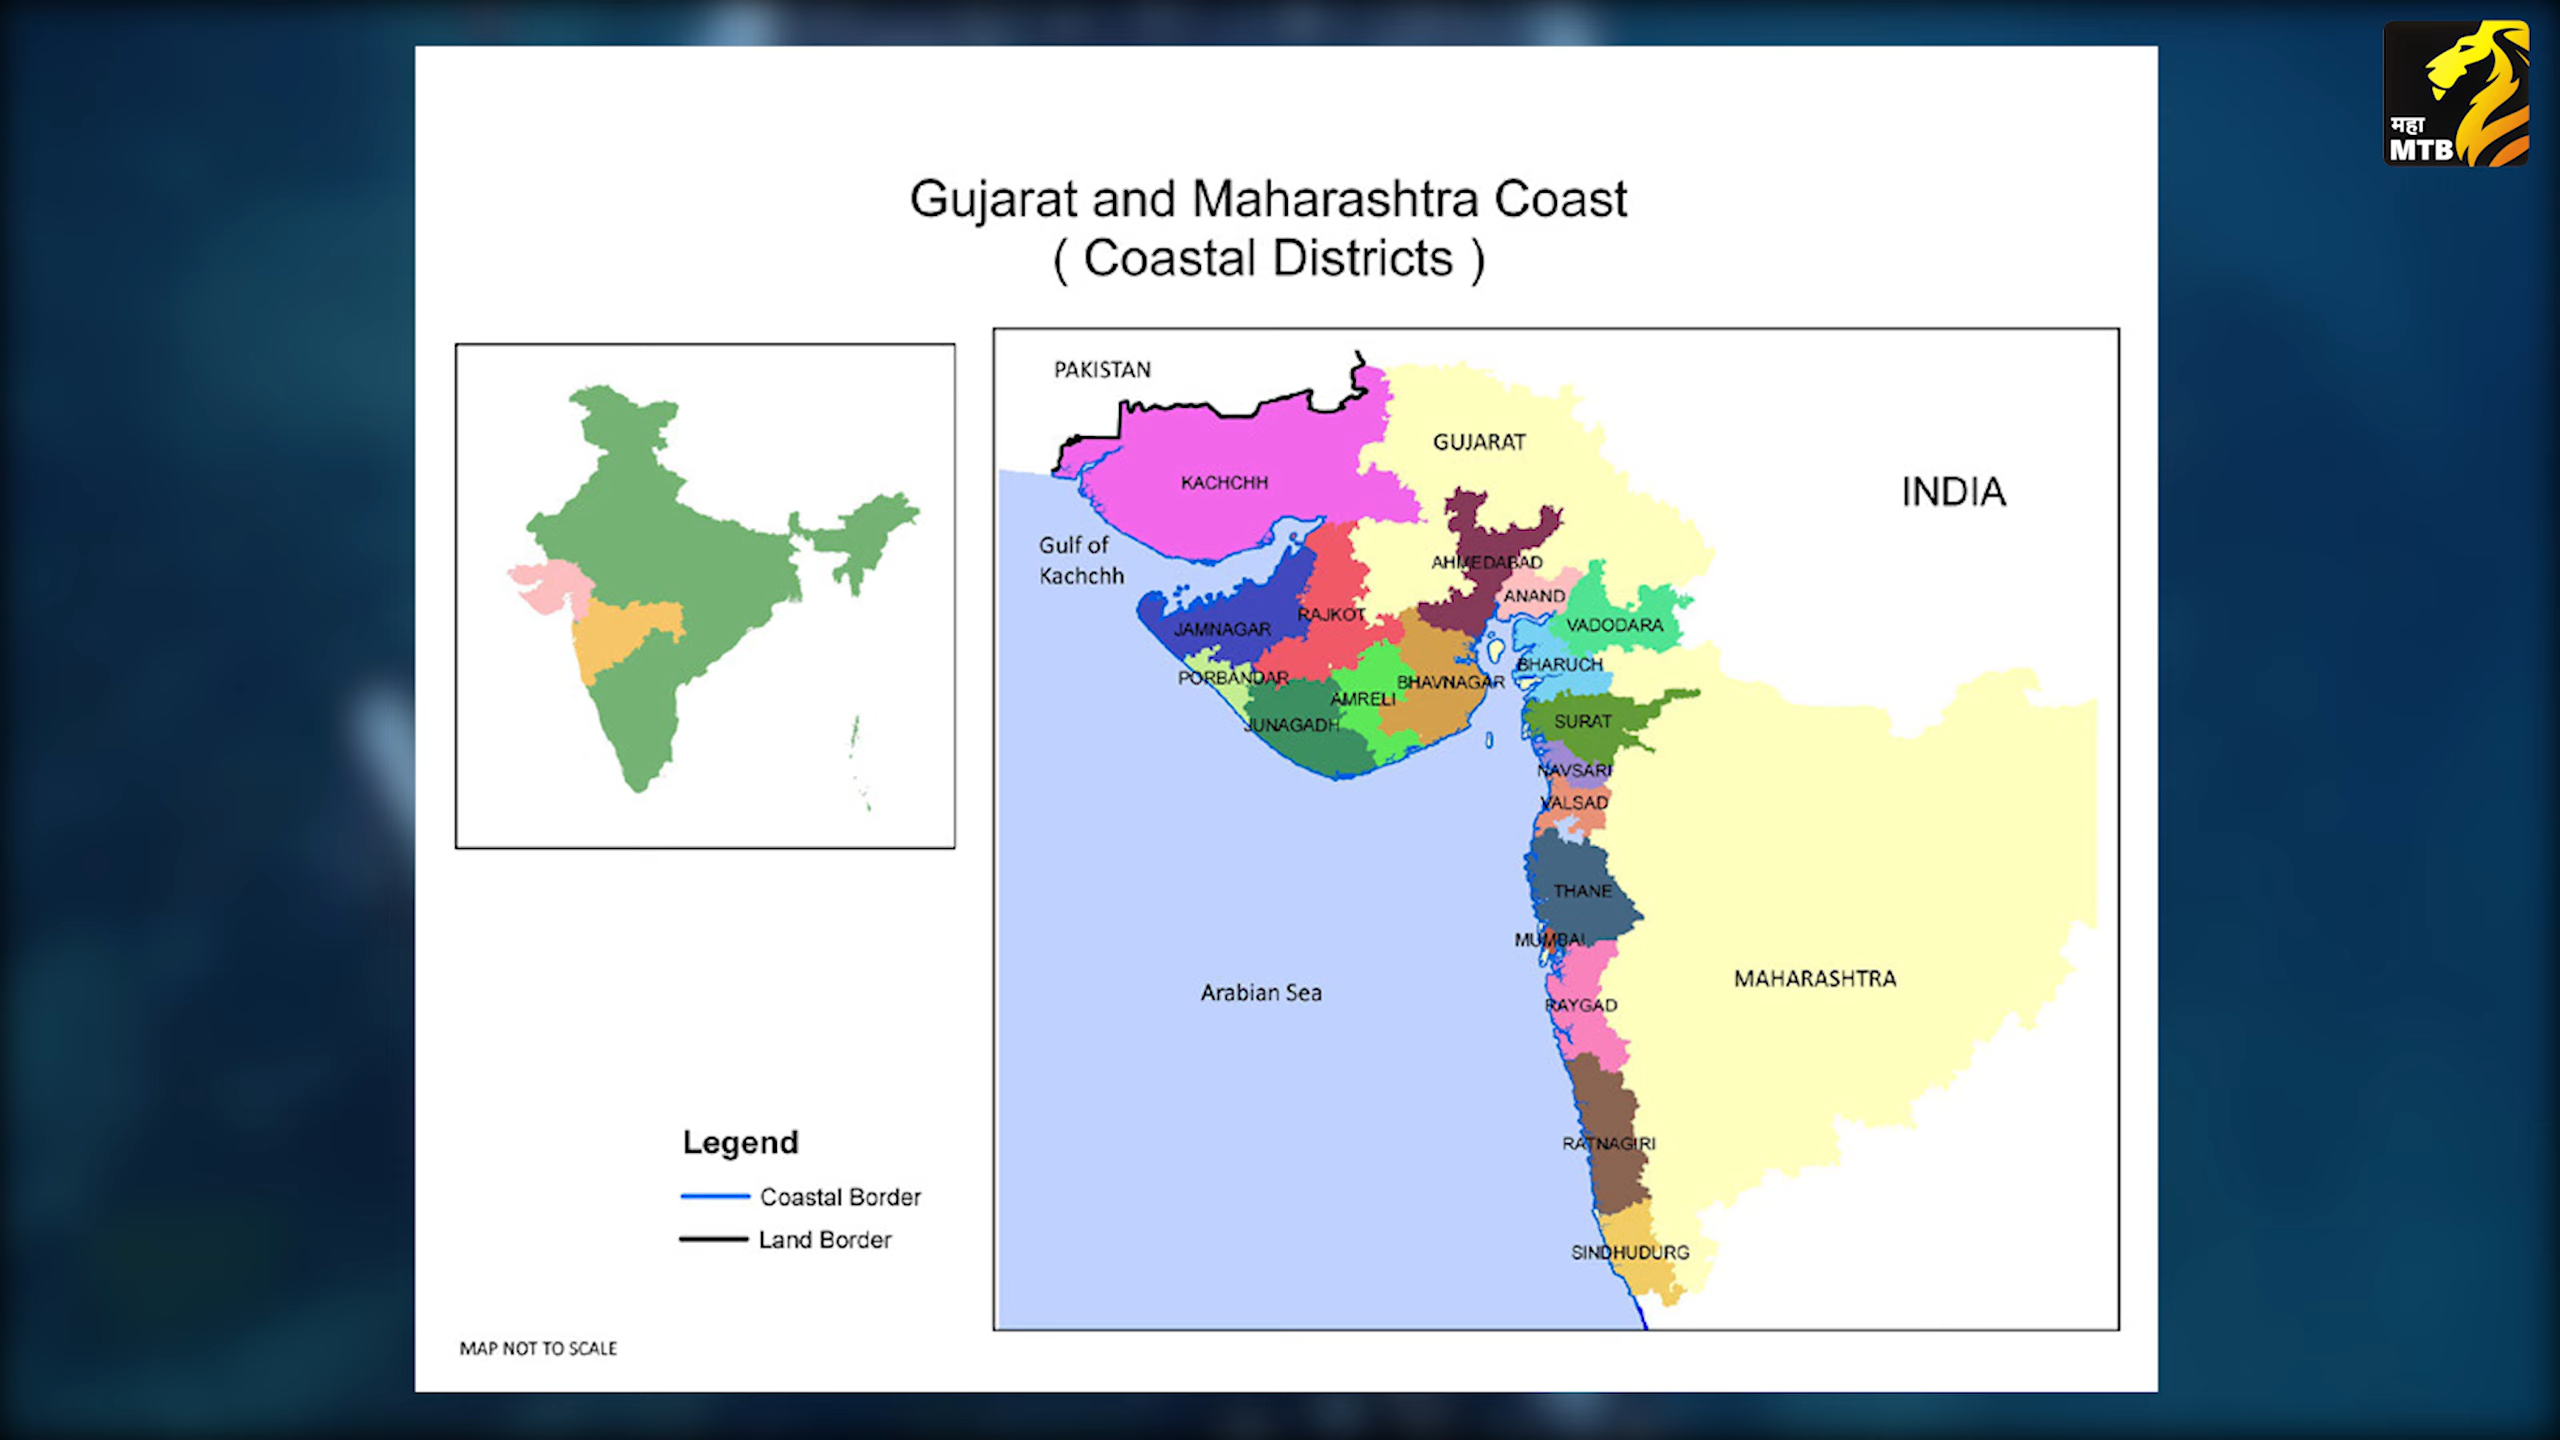 महा
MTB
Gujarat and Maharashtra Coast
( Coastal Districts )
PAKISTAN
GUJARAT
INDIA
KACHCHH
Gulf of
Kachchh
AHMEDABAD
ANAND
RAJKOT
JAMNAGAR
VADODARA
BHARUCH
PORBANDAR
BHAVNAGAR
AMRELI
JUNAGADH
SURAT
NAVSARI
VALSAD
THANE
MUMBAI
MAHARASHTRA
Arabian Sea
RAYGAD
RATNAGIRI
SINDHUDURG
Legend
Coastal Border
Land Border
MAP NOT TO SCALE